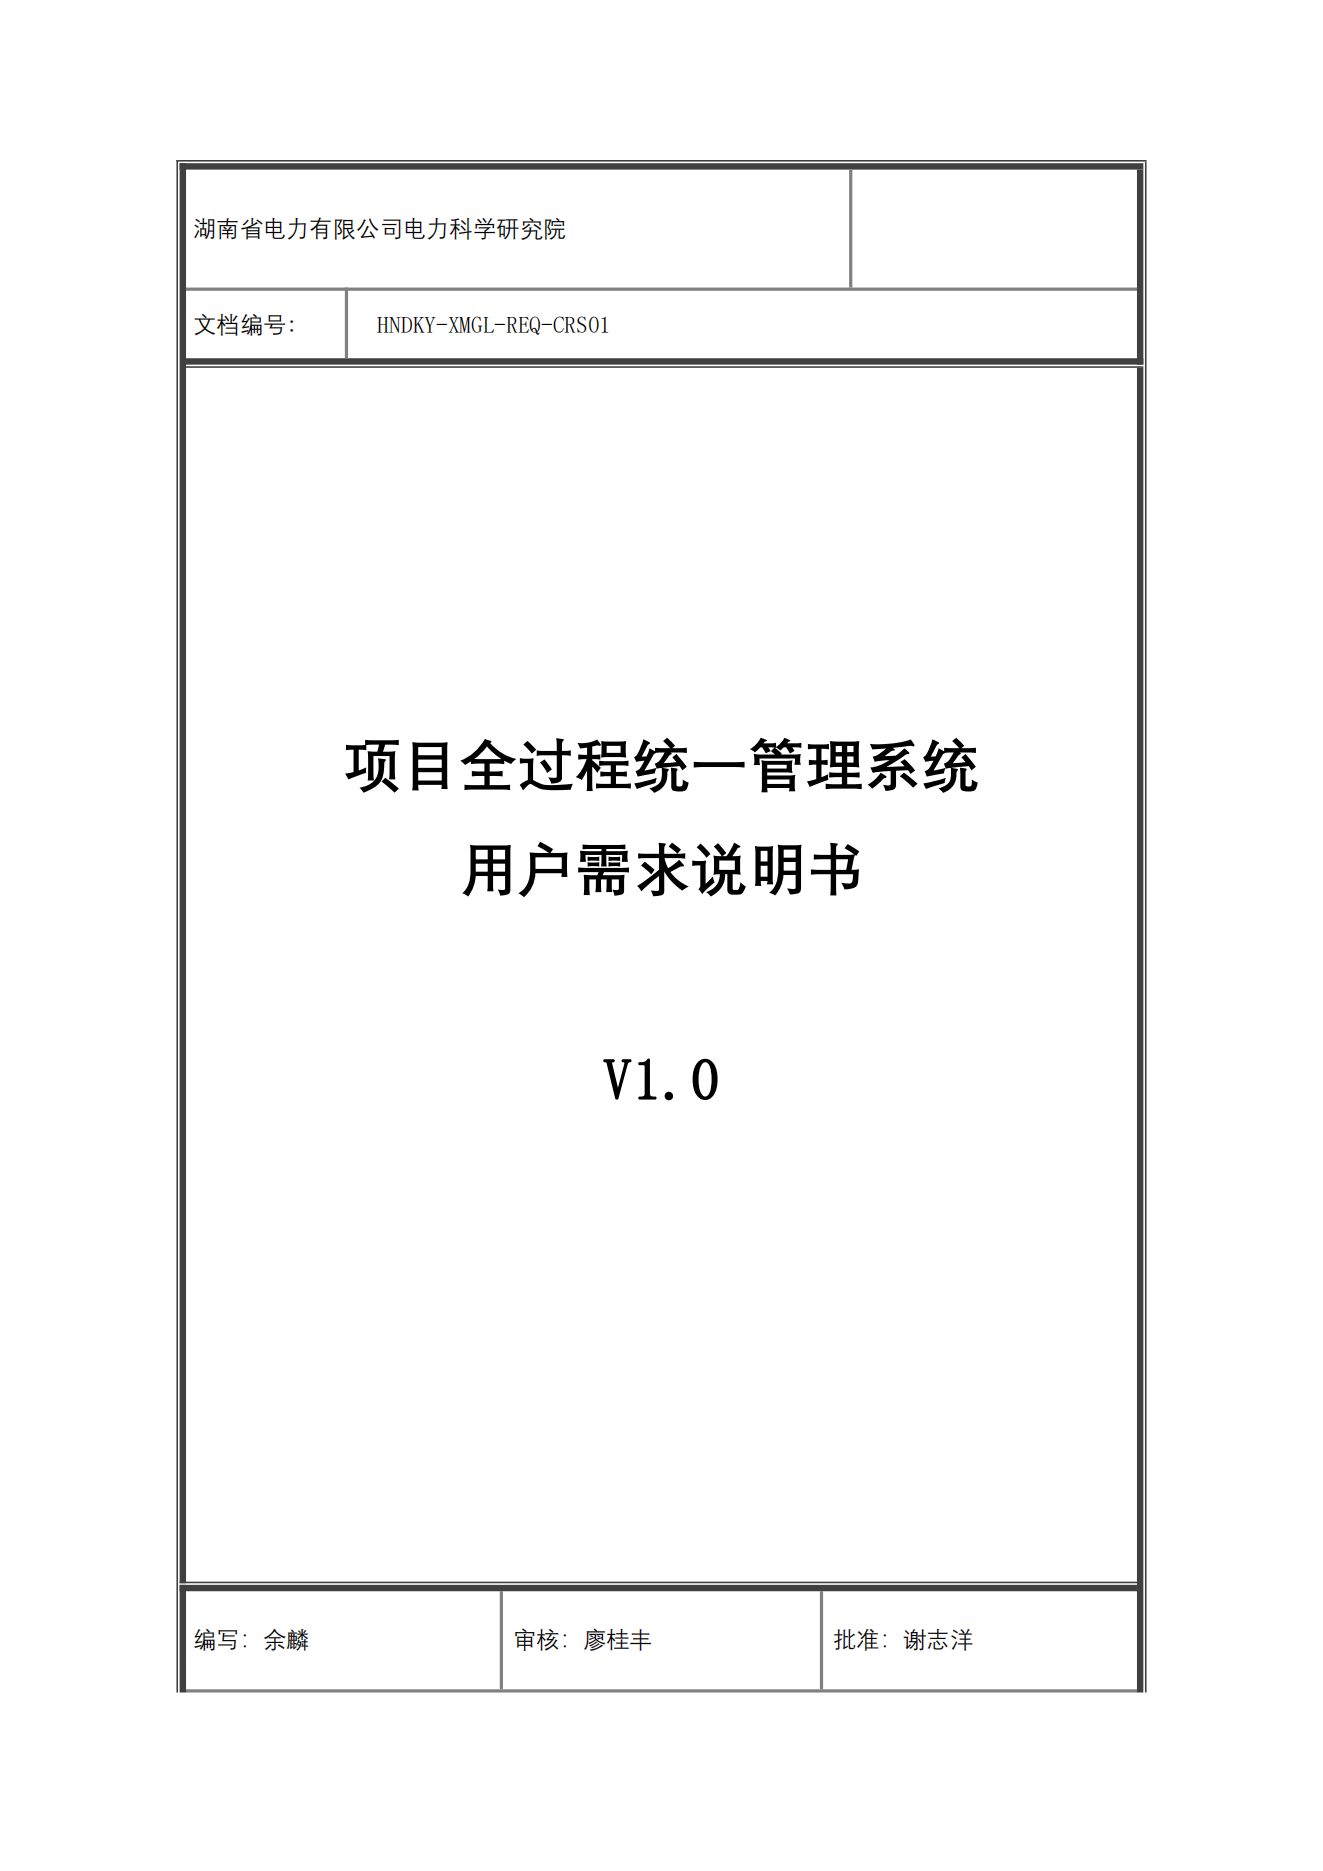 湖南省电力有限公司电力科学研究院
文档编号： HNDKY-XMGL-REQ-CRS01
项目全过程统一管理系统
用户需求说明书
V1.0
编写：余麟 审核：廖桂丰 批准：谢志洋